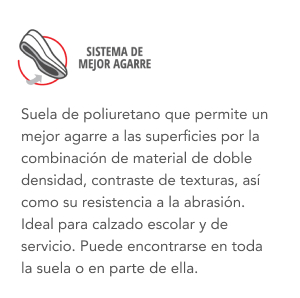 SISTEMA DE
MEJOR AGARRE
Suela de poliuretano que permite un
mejor agarre a las superficies por la
combinación de material de doble
densidad, contraste de texturas, así
como su resistencia a la abrasión.
Ideal para calzado escolar y de
servicio. Puede encontrarse en toda
la suela o en parte de ella.